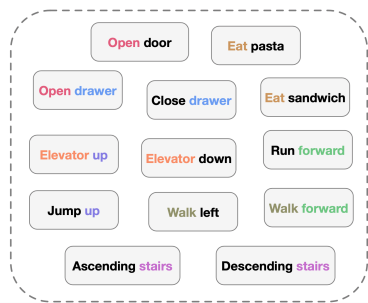 Open door
Eat pasta
Open drawer
Close drawer
Eat sandwich
Elevator up
Elevator down
Run forward
Jump up
Walk left
Walk forward
Ascending stairs
Descending stairs